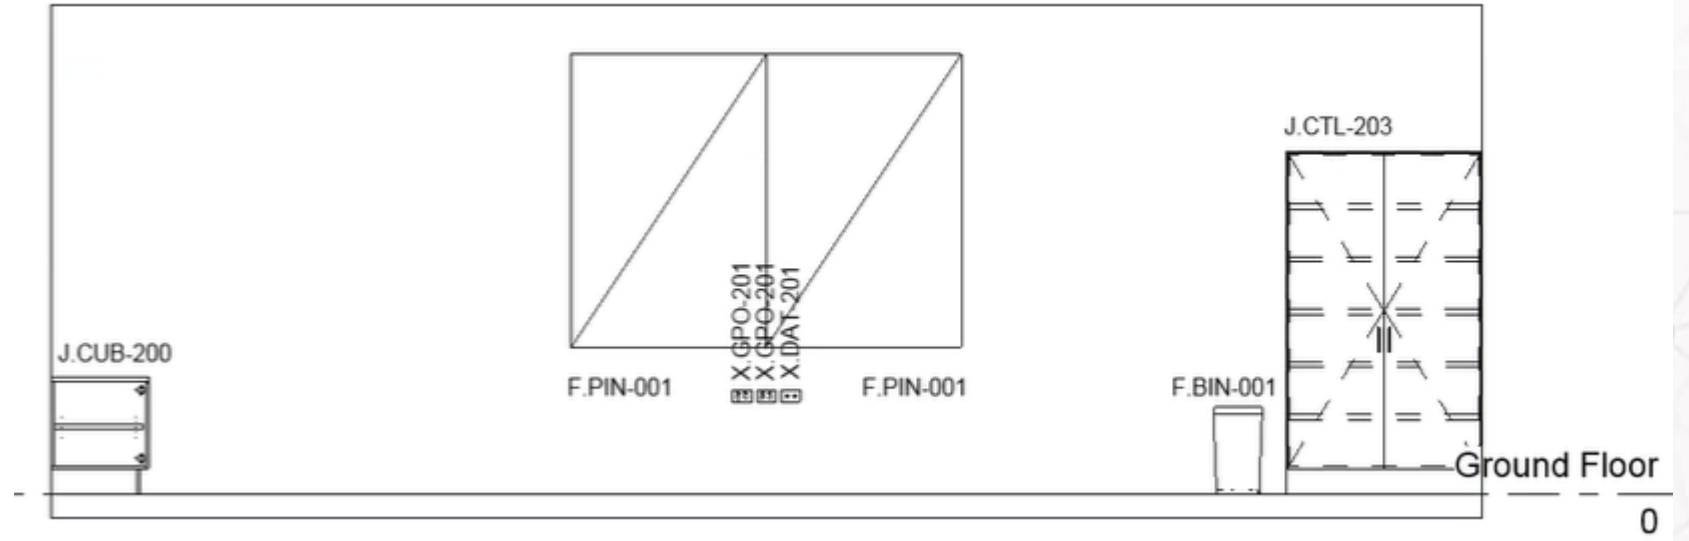 J.CTL-203
X.GPO-201
X.GPO-201
X.DAT-201
J.CUB-200
F.PIN-001
F.PIN-001
F.BIN-001
Ground Floor
0